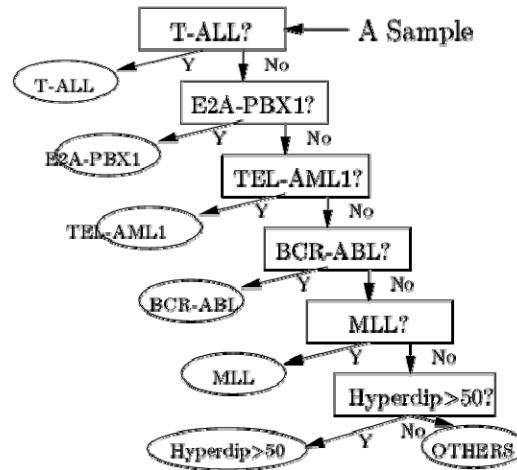 T-ALL?
A Sample
Y
No
T-ALL
E2A-PBX1?
Y
No
E2A-PBX1
TEL-AML1?
Y
No
TEL-AML1
BCR-ABL?
Y
No
BCR-ABL
MLL?
Y
No
MLL
Hyperdip>50?
Y
No
Hyperdip>50
OTHERS